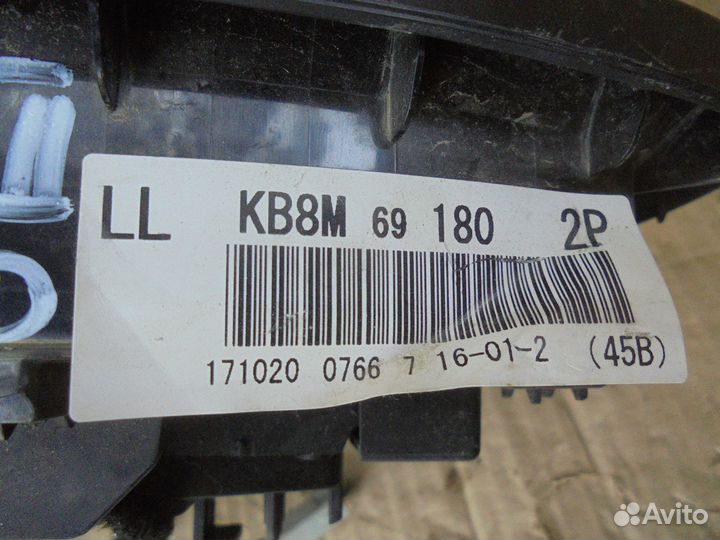 LL KB8M 69 180 2P
171020 0766 7 16-01-2 (45B)
Avito